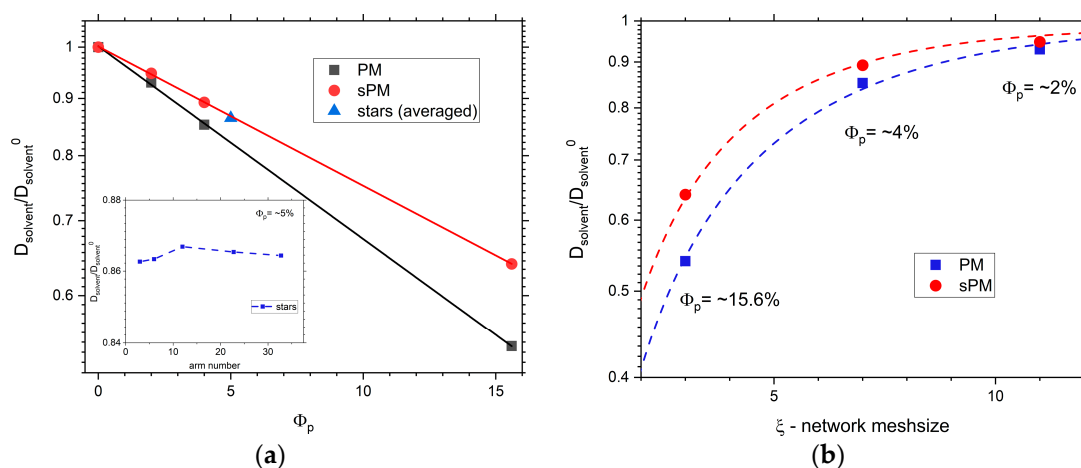 1
0.9
0.8
0.7
0.6
D_solvent/D_solvent^0
PM
sPM
stars (averaged)
0.88
0.86
0.84
D_solvent/D_solvent^0
Φ_p= ~5%
stars
0 10 20 30
arm number
0 5 10 15
Φ_p
(a)
1
0.9
0.8
0.7
0.6
0.5
0.4
D_solvent/D_solvent^0
Φ_p= ~2%
Φ_p= ~4%
Φ_p= ~15.6%
PM
sPM
5 10
ξ - network meshsize
(b)